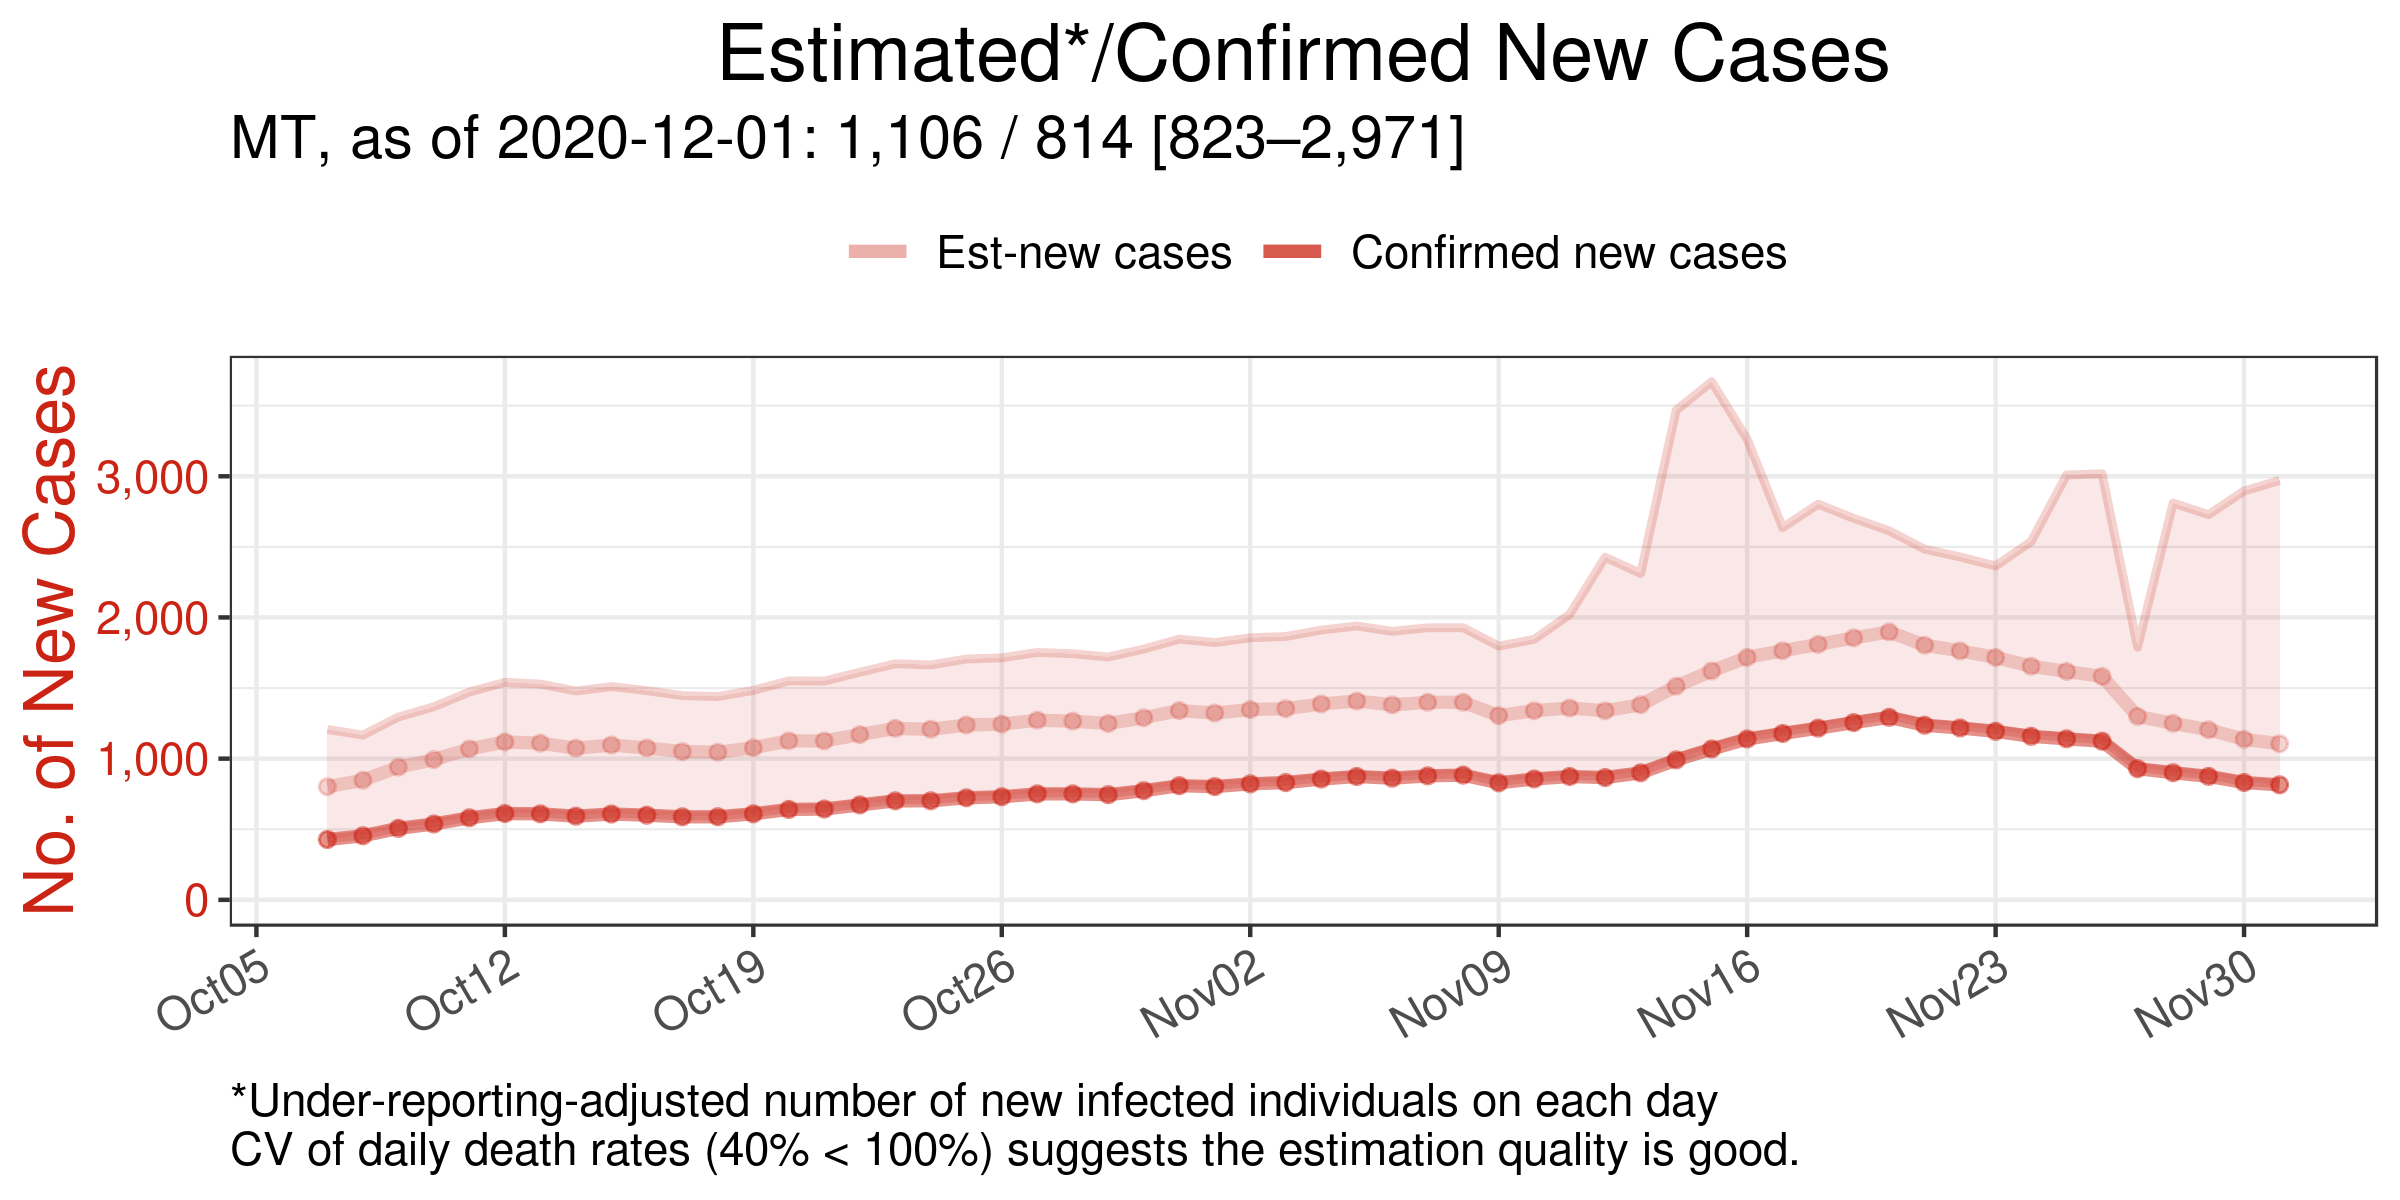 Estimated*/Confirmed New Cases
MT, as of 2020-12-01: 1,106 / 814 [823–2,971]
Est-new cases
Confirmed new cases
No. of New Cases
3,000
2,000
1,000
0
Oct05
Oct12
Oct19
Oct26
Nov02
Nov09
Nov16
Nov23
Nov30
*Under-reporting-adjusted number of new infected individuals on each day
CV of daily death rates (40% < 100%) suggests the estimation quality is good.